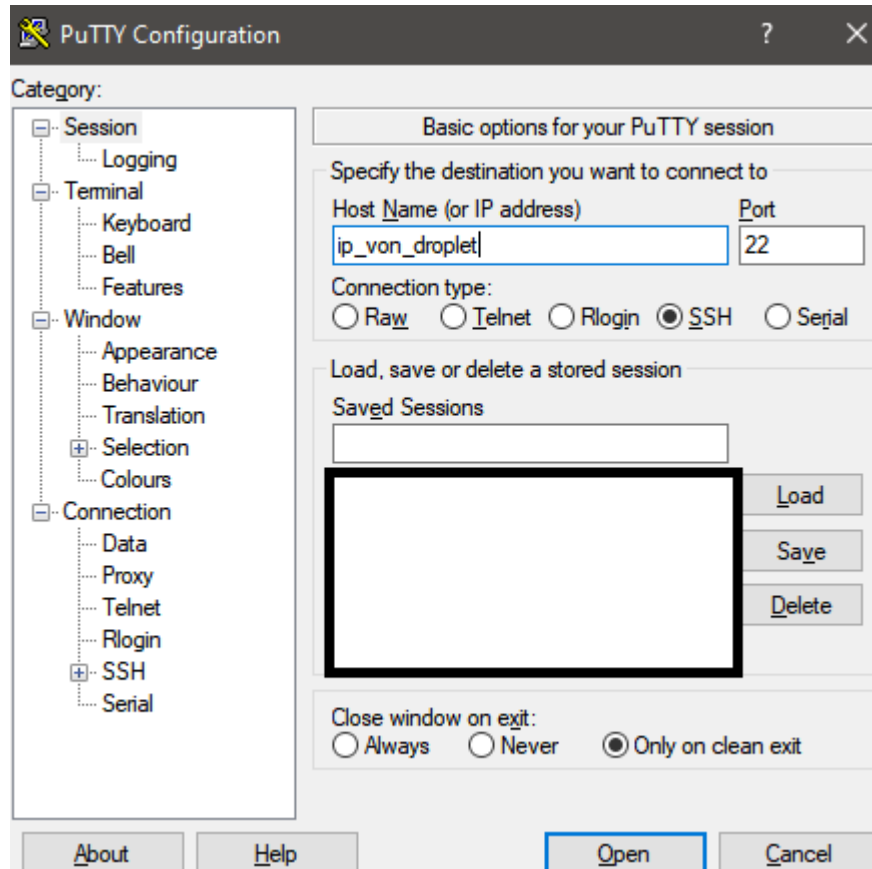 PuTTY Configuration
?
Category:
Session
Logging
Terminal
Keyboard
Bell
Features
Window
Appearance
Behaviour
Translation
Selection
Colours
Connection
Data
Proxy
Telnet
Rlogin
SSH
Serial
Basic options for your PuTTY session
Specify the destination you want to connect to
Host Name (or IP address) Port
ip_von_droplet 22
Connection type:
Raw Telnet Rlogin SSH Serial
Load, save or delete a stored session
Saved Sessions
Load
Save
Delete
Close window on exit:
Always Never Only on clean exit
About Help Open Cancel